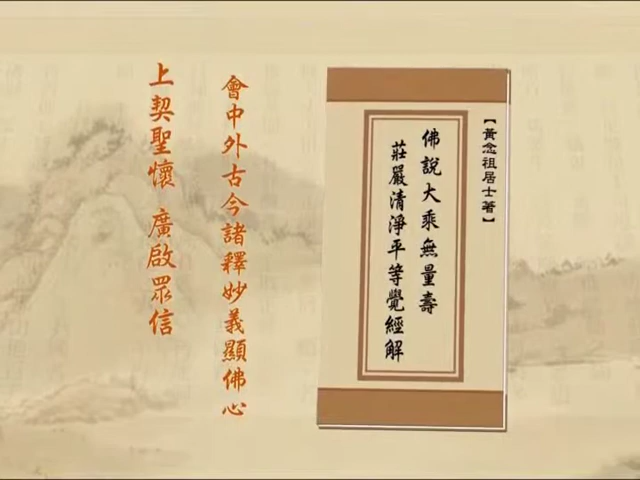 【黃念祖居士著】
佛說大乘無量壽
莊嚴清淨平等覺經解
會中外古今諸釋妙義顯佛心
上契聖懷 廣啟眾信